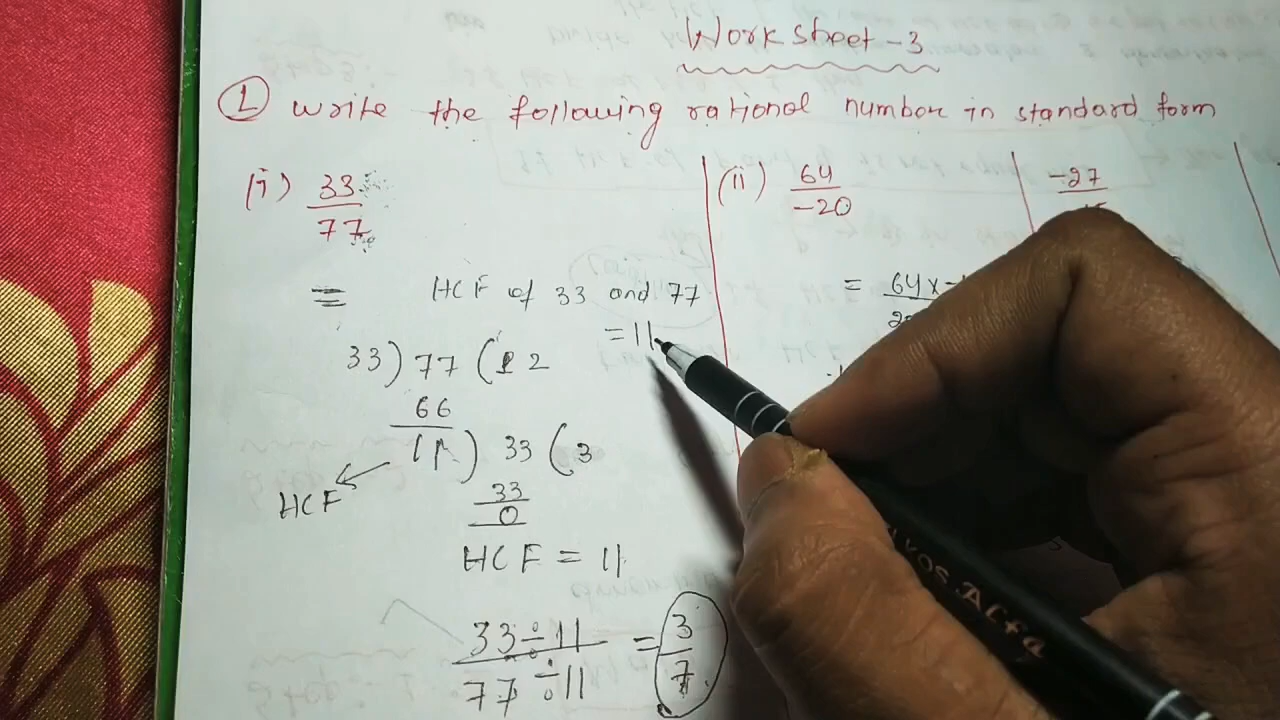 Worksheet-3
① Write the following rational number in standard form
(i) 33/77
(ii) 64/-20
-27
= HCF of 33 and 77
= 11
33) 77 ( 2
66
11) 33 (3
33
0
HCF
HCF = 11
33÷11/77÷11 = 3/7
= 64×-